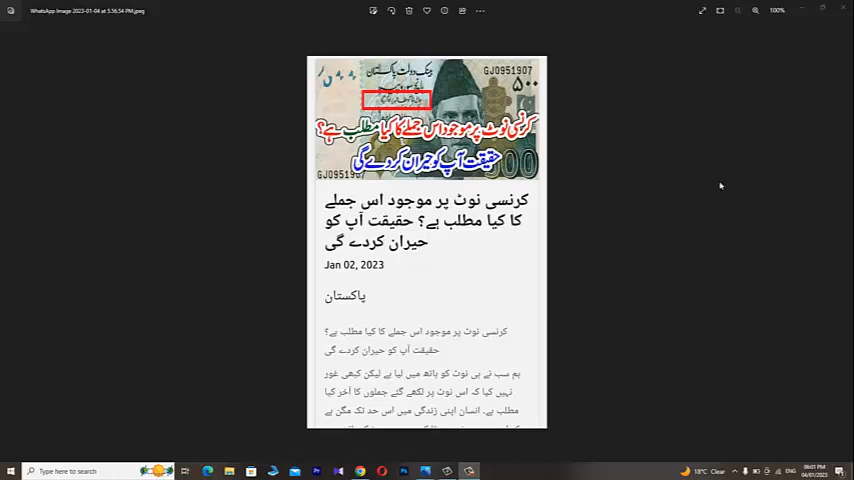 WhatsApp Image 2023-01-04 at 5.56.54 PM.jpeg
100%
بینک دولت پاکستان
GJ0951907
۵۰۰
کرنسی نوٹ پر موجود اس جملے کا کیا مطلب ہے؟
حقیقت آپ کو حیران کردے گی
500
کرنسی نوٹ پر موجود اس جملے
کا کیا مطلب ہے؟ حقیقت آپ کو
حیران کردے گی
Jan 02, 2023
پاکستان
کرنسی نوٹ پر موجود اس جملے کا کیا مطلب ہے؟
حقیقت آپ کو حیران کردے گی
ہم سب نے ہی نوٹ کو ہاتھ میں لیا ہے لیکن کبھی غور
نہیں کیا کہ اس نوٹ پر لکھے گئے جملوں کا آخر کیا
مطلب ہے۔ انسان اپنی زندگی میں اس حد تک مگن ہے
Type here to search
18°C Clear
ENG
06:01 PM
04/01/2023